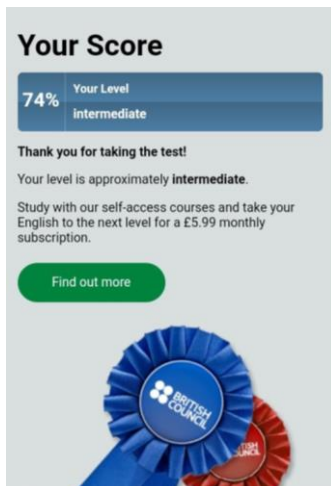 Your Score
74%
Your Level
intermediate
Thank you for taking the test!
Your level is approximately intermediate.
Study with our self-access courses and take your
English to the next level for a £5.99 monthly
subscription.
Find out more
BRITISH
COUNCIL